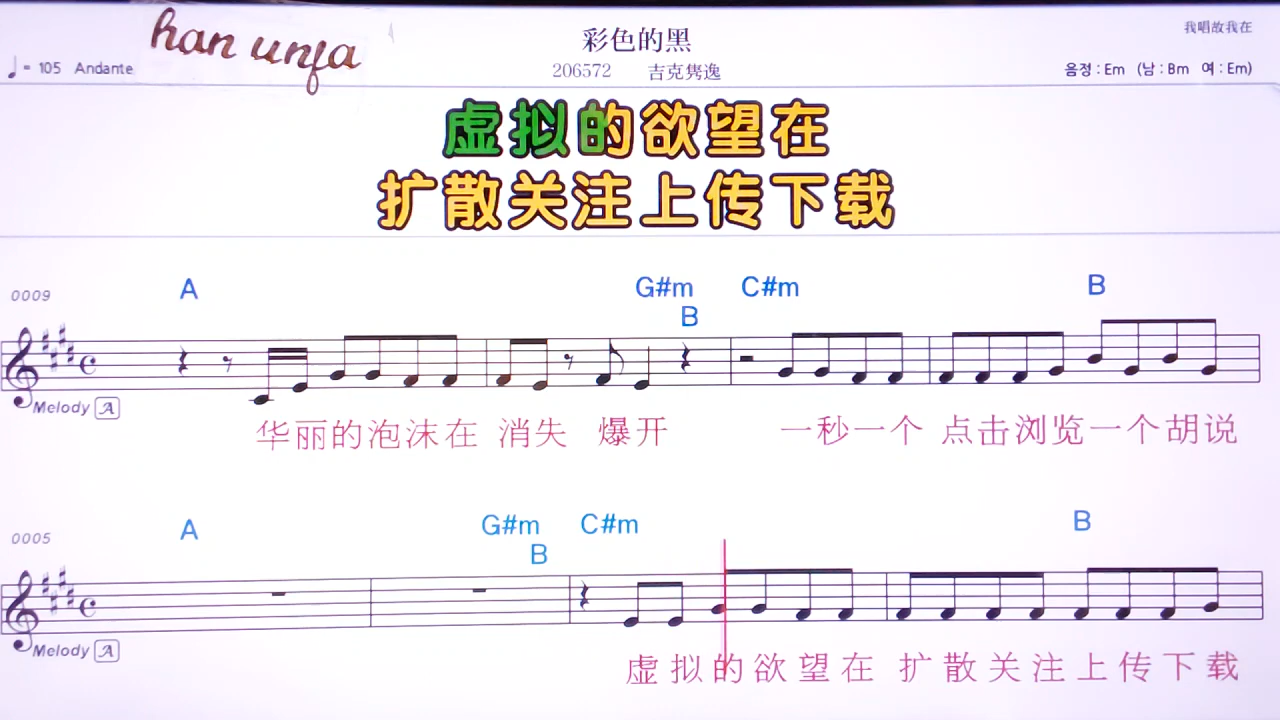 han unfa
彩色的黑
我唱故我在
♩= 105 Andante
206572 吉克隽逸
음정 : Em (남 : Bm 여 : Em)
虚拟的欲望在
扩散关注上传下载
0009
A G#m C#m B
B
Melody A
华丽的泡沫在 消失 爆开 一秒一个 点击浏览一个胡说
0005
A G#m C#m B
B
Melody A
虚拟的欲望在 扩散关注上传下载